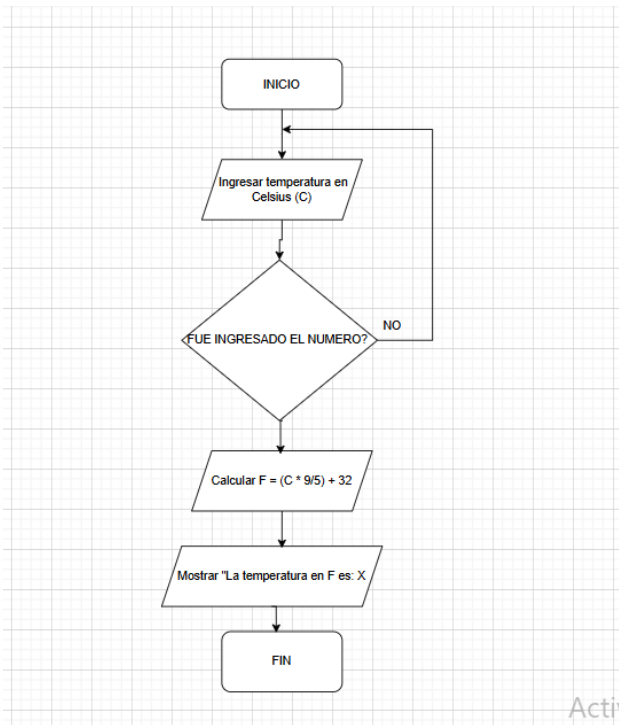 INICIO
Ingresar temperatura en
Celsius (C)
FUE INGRESADO EL NUMERO?
NO
Calcular F = (C * 9/5) + 32
Mostrar "La temperatura en F es: X
FIN
Activ